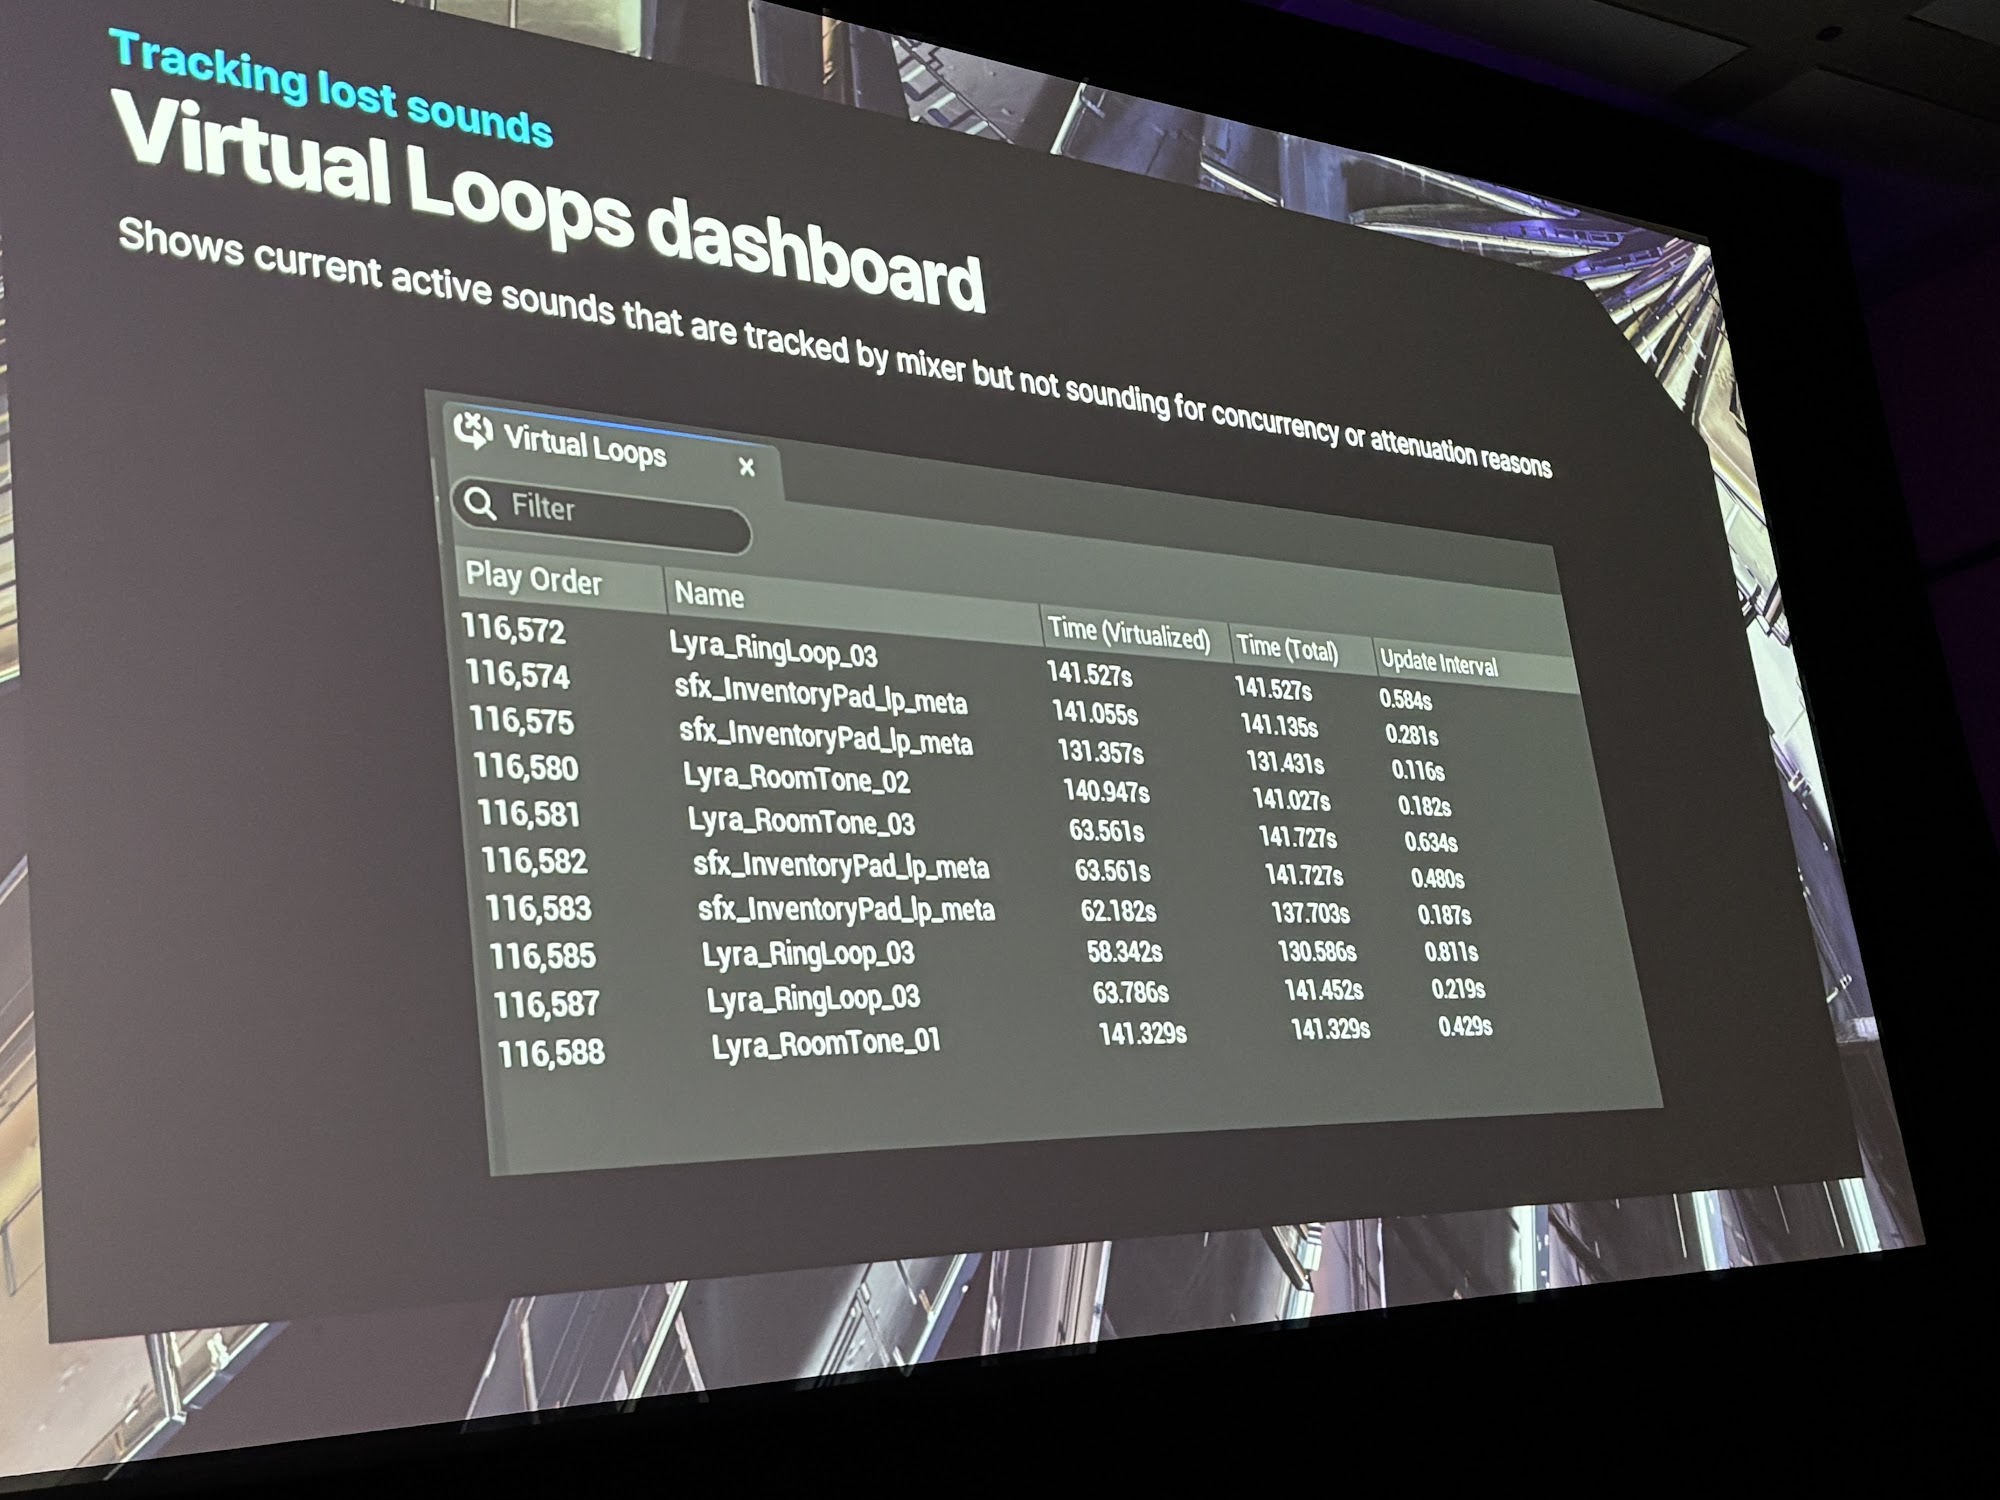 Tracking lost sounds
Virtual Loops dashboard
Shows current active sounds that are tracked by mixer but not sounding for concurrency or attenuation reasons
Virtual Loops
Filter
Play Order Name Time (Virtualized) Time (Total) Update Interval
116,572 Lyra_RingLoop_03 141.527s 141.527s 0.584s
116,574 sfx_InventoryPad_lp_meta 141.055s 141.135s 0.281s
116,575 sfx_InventoryPad_lp_meta 131.357s 131.431s 0.116s
116,580 Lyra_RoomTone_02 140.947s 141.027s 0.182s
116,581 Lyra_RoomTone_03 63.561s 141.727s 0.634s
116,582 sfx_InventoryPad_lp_meta 63.561s 141.727s 0.480s
116,583 sfx_InventoryPad_lp_meta 62.182s 137.703s 0.187s
116,585 Lyra_RingLoop_03 58.342s 130.586s 0.811s
116,587 Lyra_RingLoop_03 63.786s 141.452s 0.219s
116,588 Lyra_RoomTone_01 141.329s 141.329s 0.429s